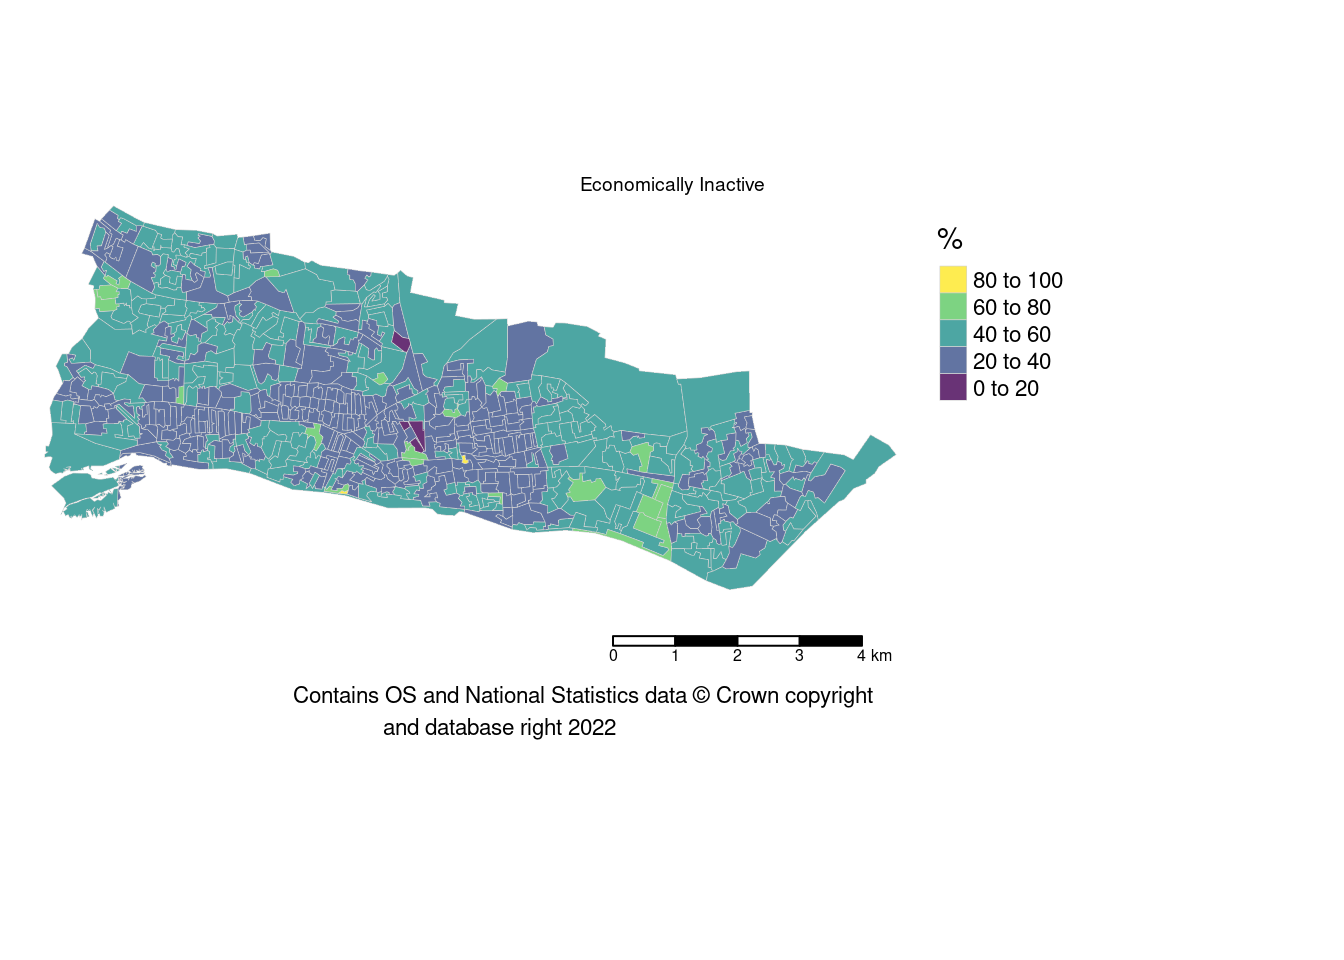 Economically Inactive
%
80 to 100
60 to 80
40 to 60
20 to 40
0 to 20
0 1 2 3 4 km
Contains OS and National Statistics data © Crown copyright
and database right 2022